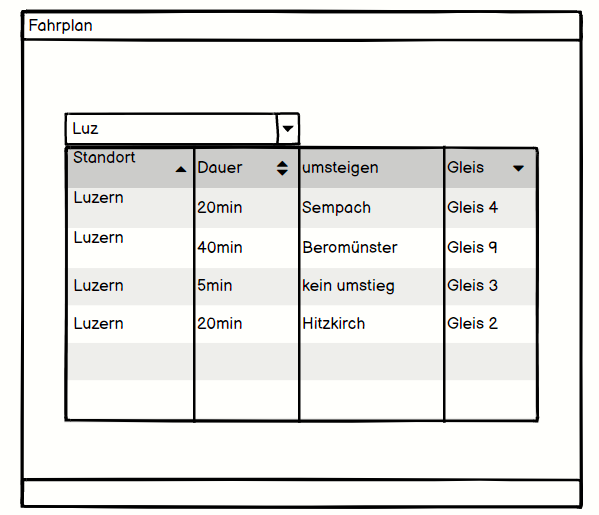 Fahrplan
Luz
Standort Dauer umsteigen Gleis
Luzern 20min Sempach Gleis 4
Luzern 40min Beromünster Gleis 9
Luzern 5min kein umstieg Gleis 3
Luzern 20min Hitzkirch Gleis 2